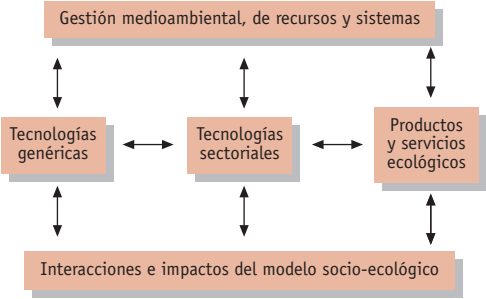 Gestión medioambiental, de recursos y sistemas
Tecnologías
genéricas
Tecnologías
sectoriales
Productos
y servicios
ecológicos
Interacciones e impactos del modelo socio-ecológico